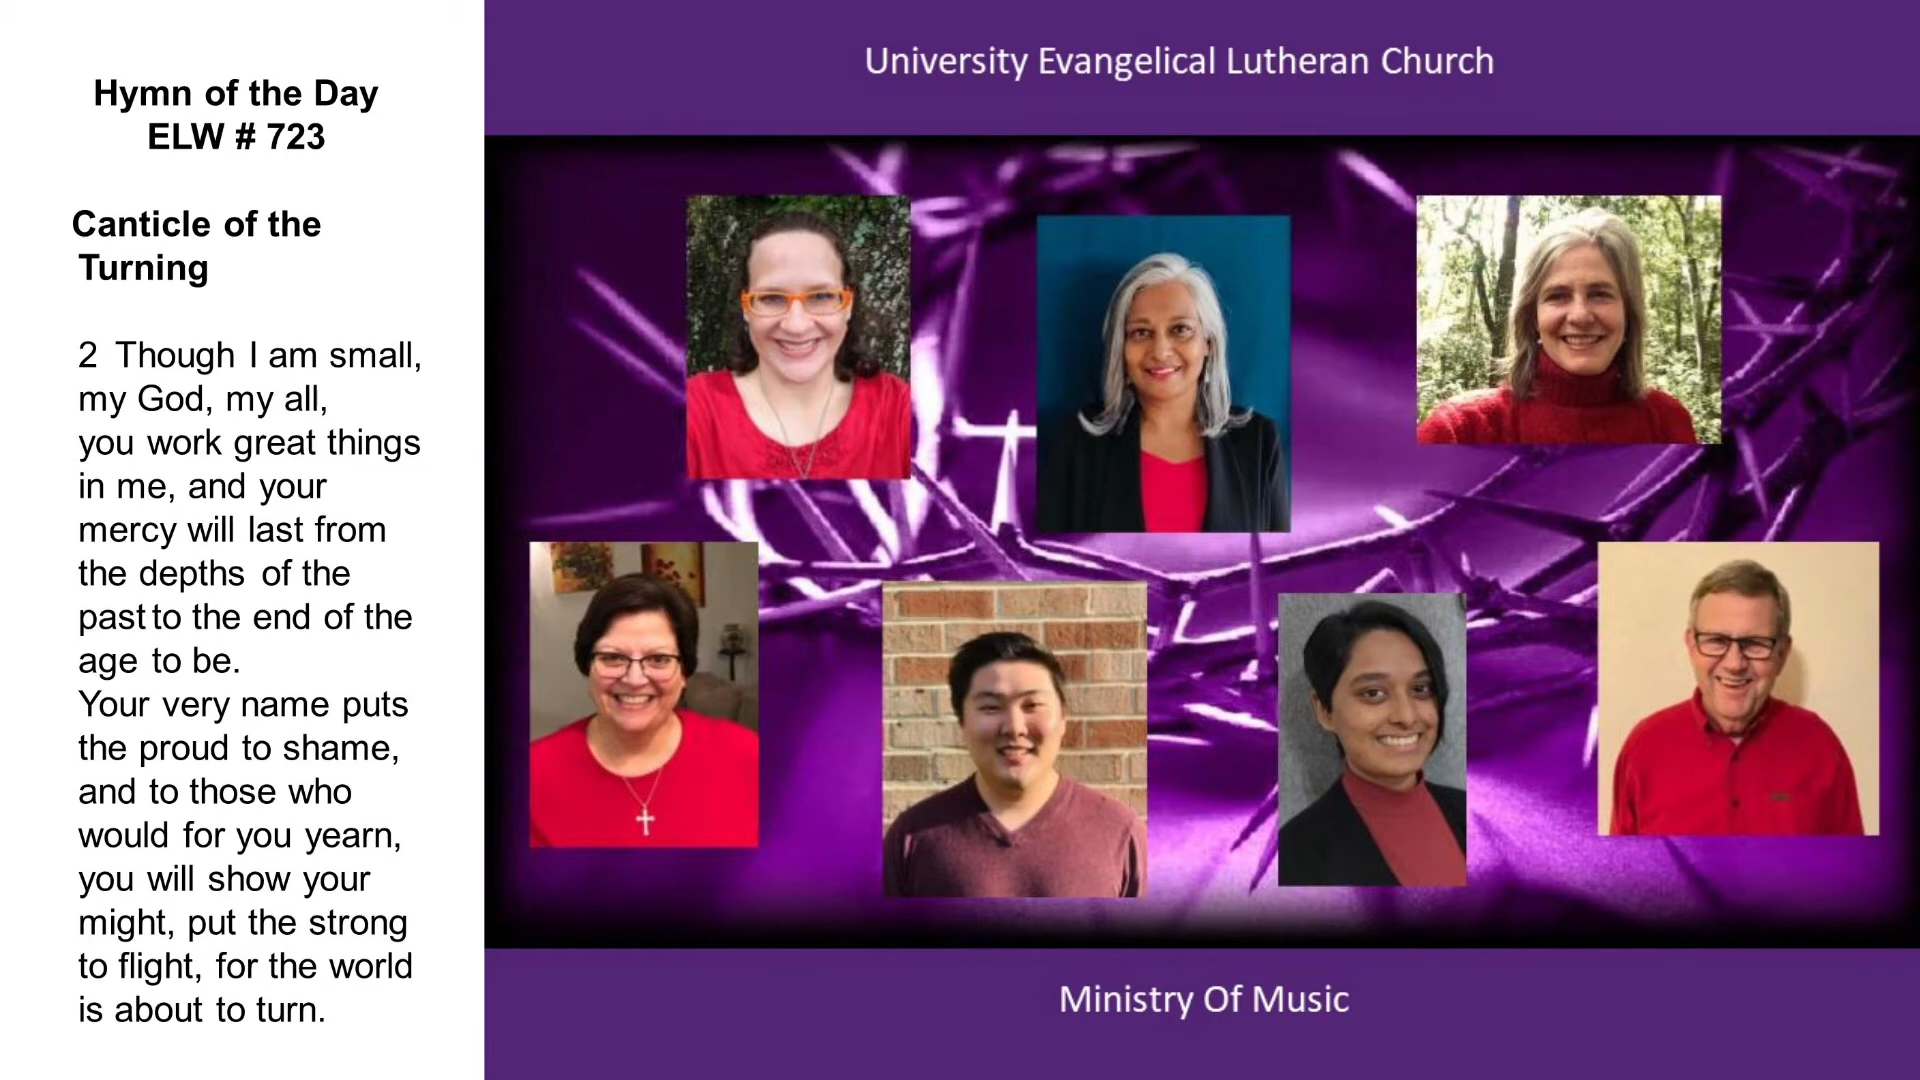 Hymn of the Day
ELW # 723
Canticle of the
Turning
2 Though I am small,
my God, my all,
you work great things
in me, and your
mercy will last from
the depths of the
past to the end of the
age to be.
Your very name puts
the proud to shame,
and to those who
would for you yearn,
you will show your
might, put the strong
to flight, for the world
is about to turn.
University Evangelical Lutheran Church
Ministry Of Music